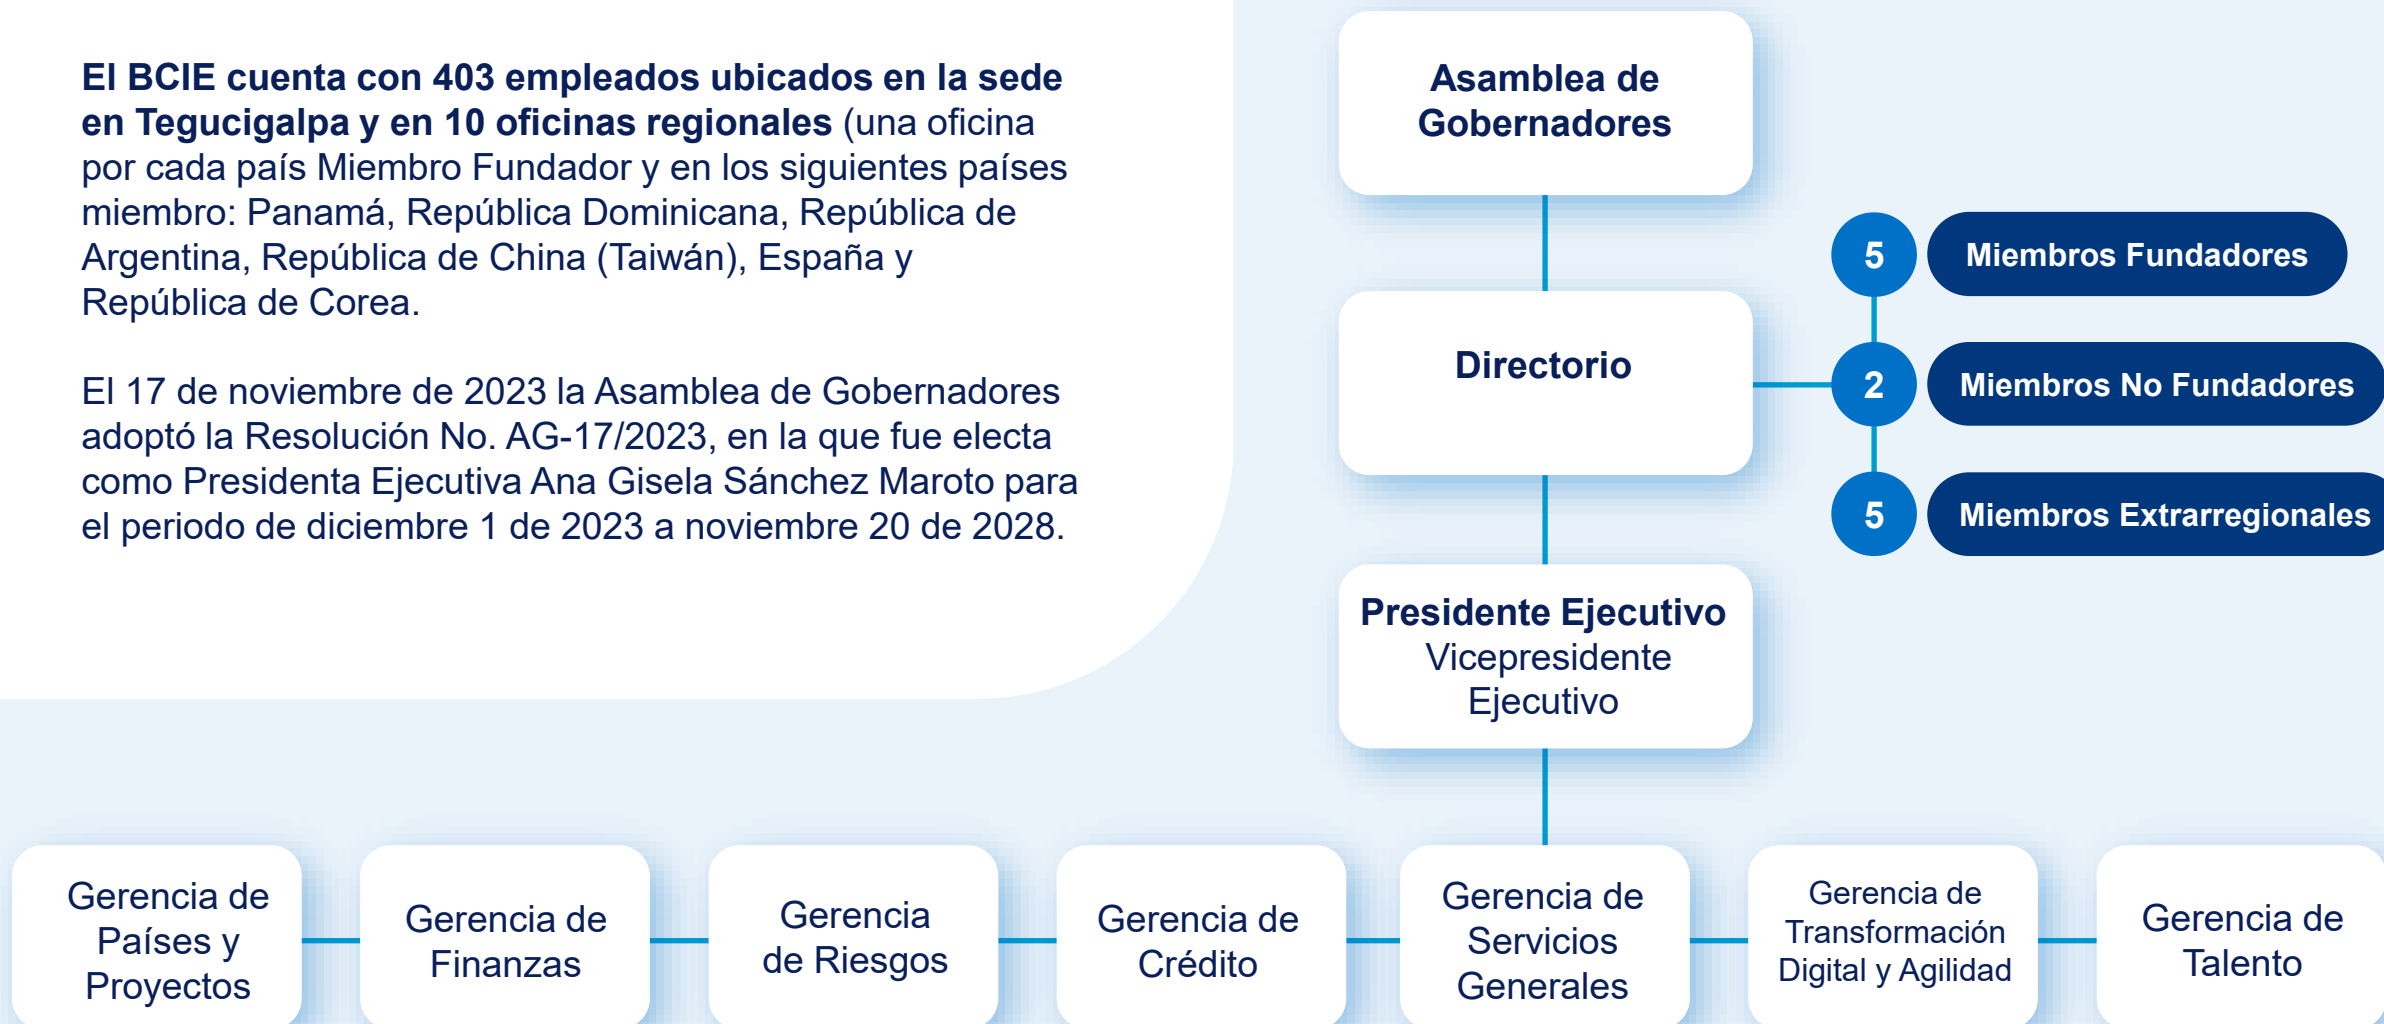 El BCIE cuenta con 403 empleados ubicados en la sede
en Tegucigalpa y en 10 oficinas regionales (una oficina
por cada país Miembro Fundador y en los siguientes países
miembro: Panamá, República Dominicana, República de
Argentina, República de China (Taiwán), España y
República de Corea.
El 17 de noviembre de 2023 la Asamblea de Gobernadores
adoptó la Resolución No. AG-17/2023, en la que fue electa
como Presidenta Ejecutiva Ana Gisela Sánchez Maroto para
el periodo de diciembre 1 de 2023 a noviembre 20 de 2028.
Asamblea de
Gobernadores
Directorio
5
Miembros Fundadores
2
Miembros No Fundadores
5
Miembros Extrarregionales
Presidente Ejecutivo
Vicepresidente
Ejecutivo
Gerencia de
Países y
Proyectos
Gerencia de
Finanzas
Gerencia
de Riesgos
Gerencia de
Crédito
Gerencia de
Servicios
Generales
Gerencia de
Transformación
Digital y Agilidad
Gerencia de
Talento